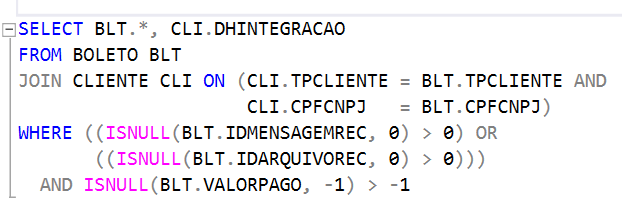 SELECT BLT.*, CLI.DHINTEGRACAO
FROM BOLETO BLT
JOIN CLIENTE CLI ON (CLI.TPCLIENTE = BLT.TPCLIENTE AND
CLI.CPFCNPJ   = BLT.CPFCNPJ)
WHERE ((ISNULL(BLT.IDMENSAGEMREC, 0) > 0) OR
((ISNULL(BLT.IDARQUIVOREC, 0) > 0)))
AND ISNULL(BLT.VALORPAGO, -1) > -1